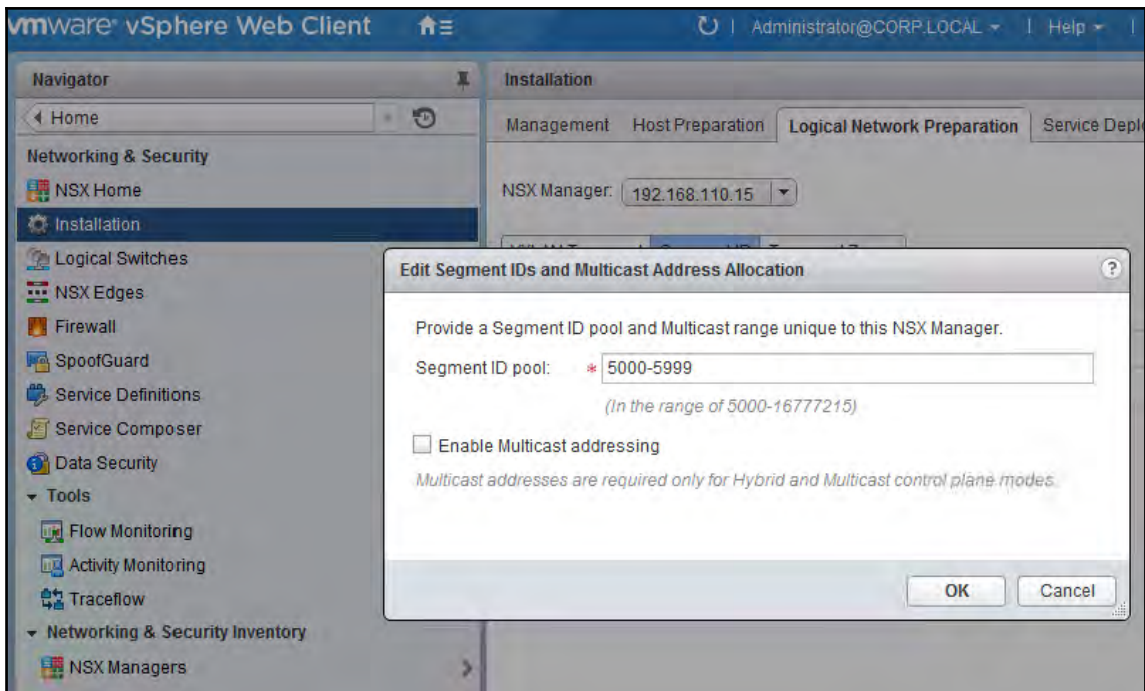 vmware vSphere Web Client
Administrator@CORP.LOCAL
Help
Navigator
Home
Networking & Security
NSX Home
Installation
Logical Switches
NSX Edges
Firewall
SpoofGuard
Service Definitions
Service Composer
Data Security
Tools
Flow Monitoring
Activity Monitoring
Traceflow
Networking & Security Inventory
NSX Managers
Installation
Management Host Preparation Logical Network Preparation Service
NSX Manager: 192.168.110.15
Edit Segment IDs and Multicast Address Allocation ?
Provide a Segment ID pool and Multicast range unique to this NSX Manager.
Segment ID pool: * 5000-5999
(In the range of 5000-16777215)
Enable Multicast addressing
Multicast addresses are required only for Hybrid and Multicast control plane modes.
OK Cancel